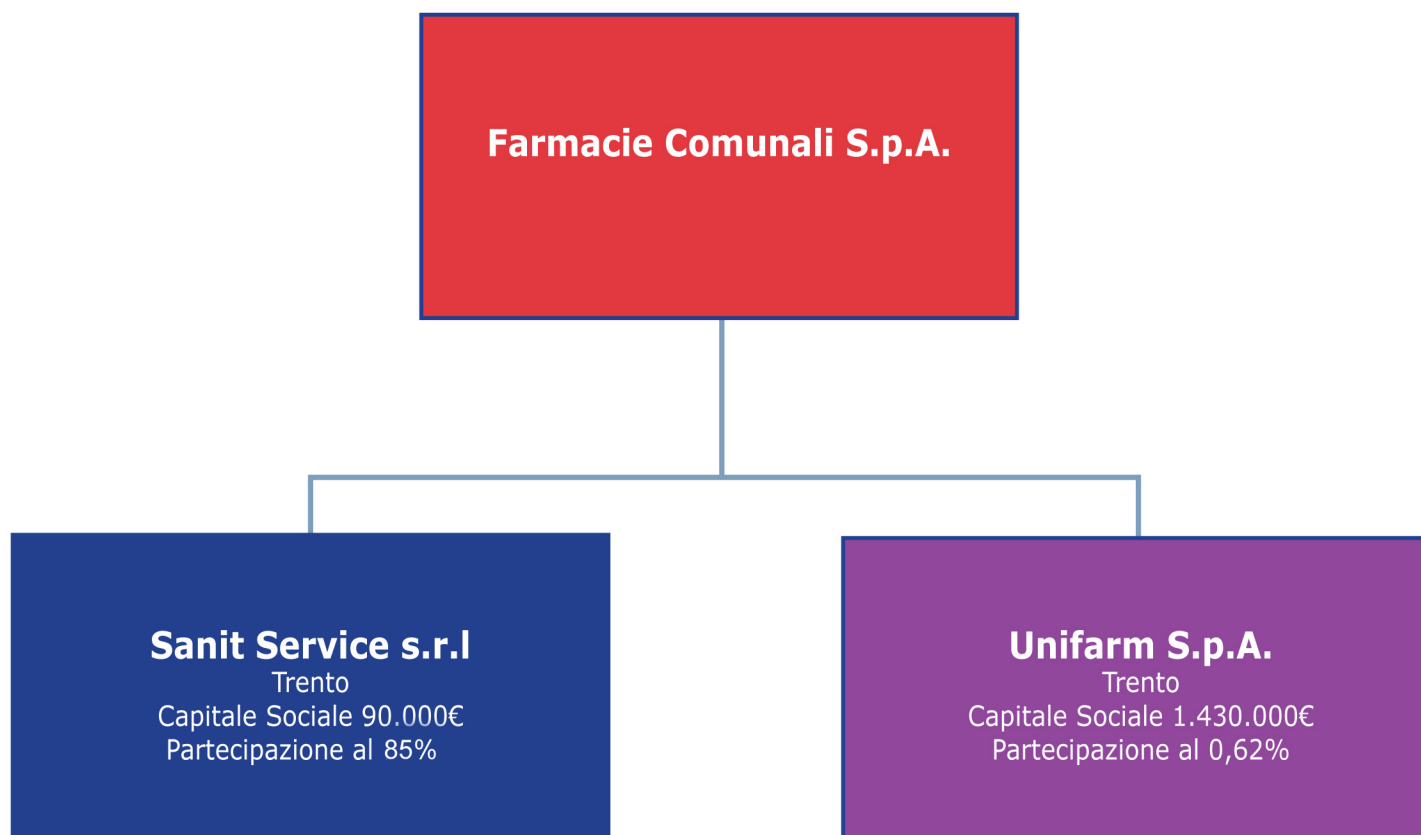 Farmacie Comunali S.p.A.
Sanit Service s.r.l
Trento
Capitale Sociale 90.000€
Partecipazione al 85%
Unifarm S.p.A.
Trento
Capitale Sociale 1.430.000€
Partecipazione al 0,62%